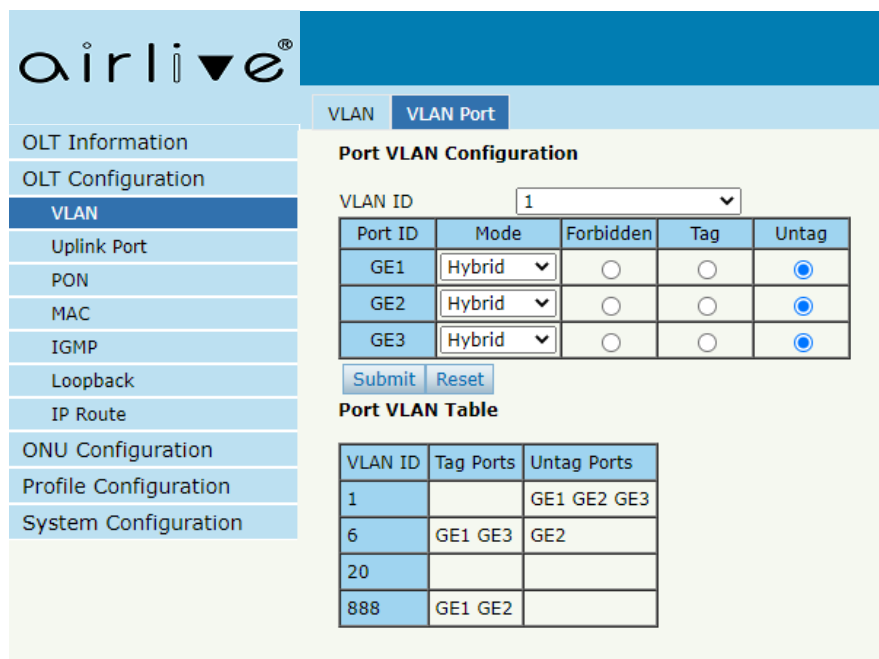 airlive®
VLAN VLAN Port
OLT Information
OLT Configuration
VLAN
Uplink Port
PON
MAC
IGMP
Loopback
IP Route
ONU Configuration
Profile Configuration
System Configuration
Port VLAN Configuration
VLAN ID 1
Port ID Mode Forbidden Tag Untag
GE1 Hybrid
GE2 Hybrid
GE3 Hybrid
Submit Reset
Port VLAN Table
VLAN ID Tag Ports Untag Ports
1 GE1 GE2 GE3
6 GE1 GE3 GE2
20
888 GE1 GE2